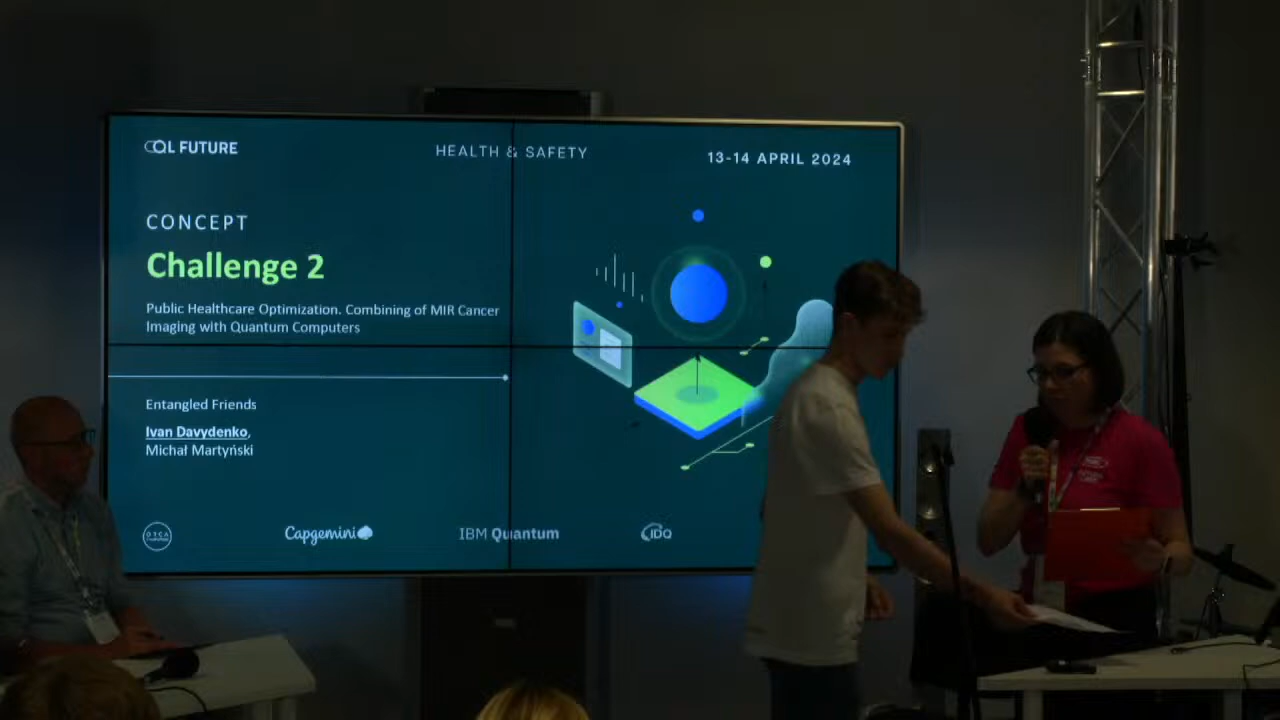 QL FUTURE
HEALTH & SAFETY
13-14 APRIL 2024
CONCEPT
Challenge 2
Public Healthcare Optimization. Combining of MIR Cancer
Imaging with Quantum Computers
Entangled Friends
Ivan Davydenko,
Michał Martyński
Capgemini
IBM Quantum
IDQ